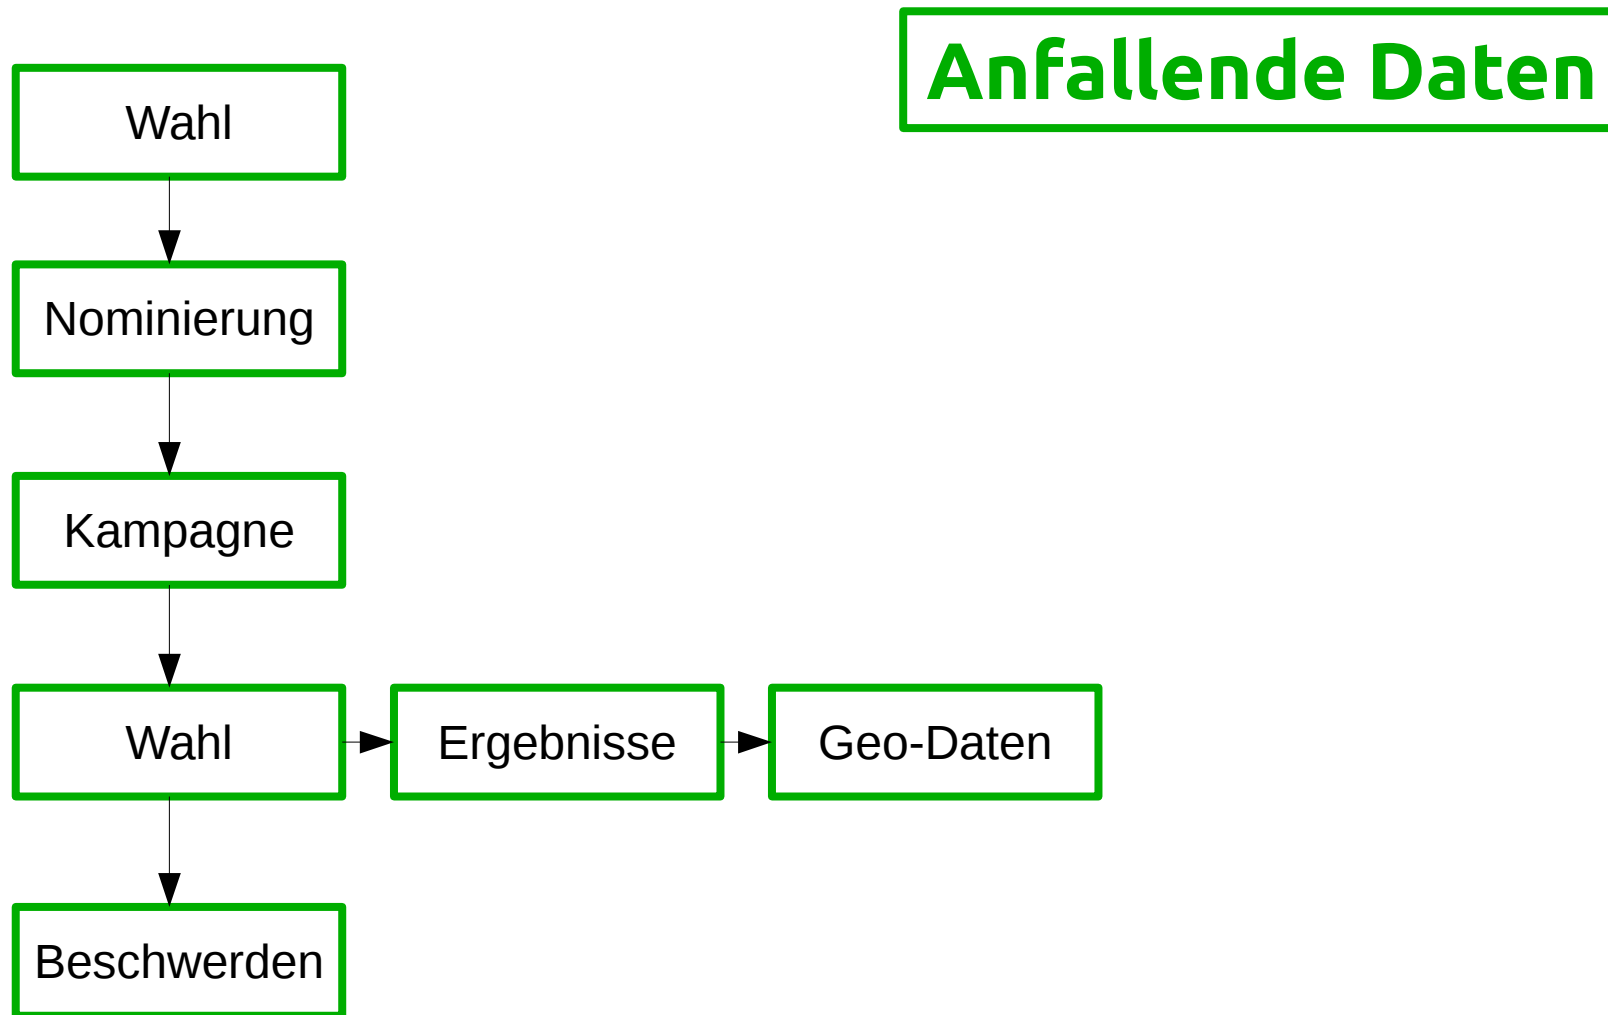 Anfallende Daten
Wahl
Nominierung
Kampagne
Wahl
Ergebnisse
Geo-Daten
Beschwerden